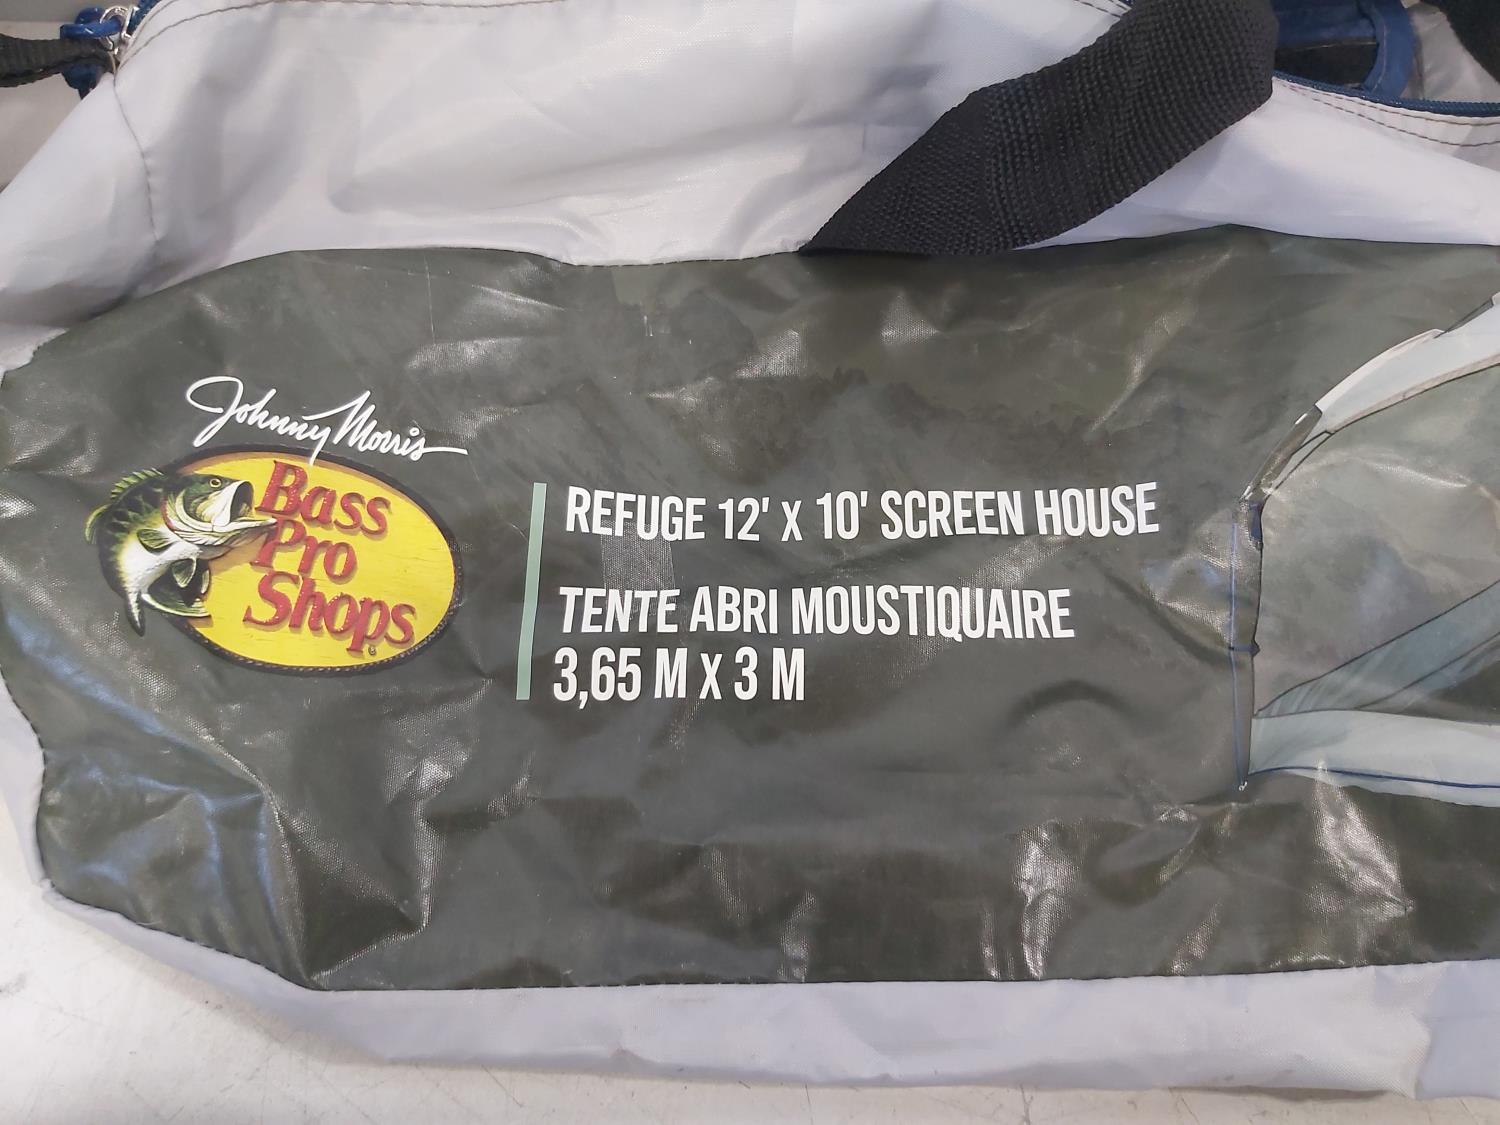 Johnny Morris
Bass
Pro
Shops
REFUGE 12' X 10' SCREEN HOUSE
TENTE ABRI MOUSTIQUAIRE
3,65 M X 3 M